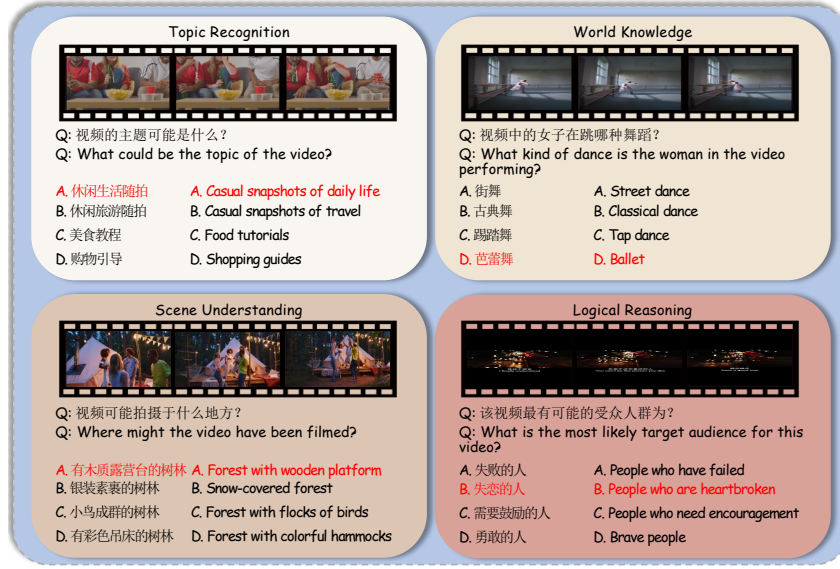 Topic Recognition
Q: 视频的主题可能是什么？
Q: What could be the topic of the video?
A. 休闲生活随拍 A. Casual snapshots of daily life
B. 休闲旅游随拍 B. Casual snapshots of travel
C. 美食教程 C. Food tutorials
D. 购物引导 D. Shopping guides
World Knowledge
Q: 视频中的女子在跳哪种舞蹈？
Q: What kind of dance is the woman in the video
performing?
A. 街舞 A. Street dance
B. 古典舞 B. Classical dance
C. 踢踏舞 C. Tap dance
D. 芭蕾舞 D. Ballet
Scene Understanding
Q: 视频可能拍摄于什么地方？
Q: Where might the video have been filmed?
A. 有木质露营台的树林 A. Forest with wooden platform
B. 银装素裹的树林 B. Snow-covered forest
C. 小鸟成群的树林 C. Forest with flocks of birds
D. 有彩色吊床的树林 D. Forest with colorful hammocks
Logical Reasoning
Q: 该视频最有可能的受众人群为？
Q: What is the most likely target audience for this
video?
A. 失败的人 A. People who have failed
B. 失恋的人 B. People who are heartbroken
C. 需要鼓励的人 C. People who need encouragement
D. 勇敢的人 D. Brave people